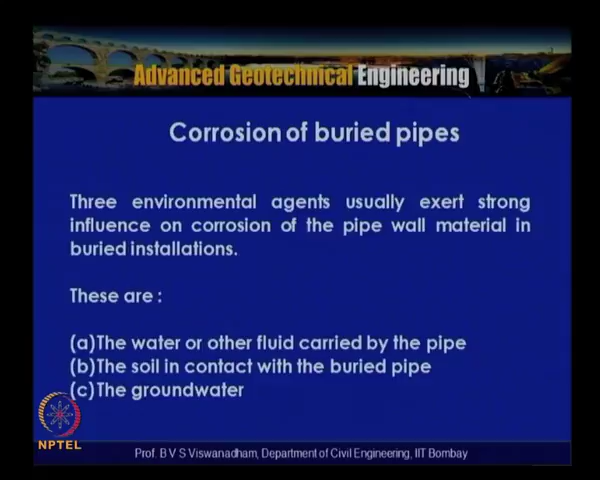 Advanced Geotechnical Engineering
Corrosion of buried pipes
Three environmental agents usually exert strong
influence on corrosion of the pipe wall material in
buried installations.
These are :
(a)The water or other fluid carried by the pipe
(b)The soil in contact with the buried pipe
(c)The groundwater
NPTEL
Prof. B V S Viswanadham, Department of Civil Engineering, IIT Bombay